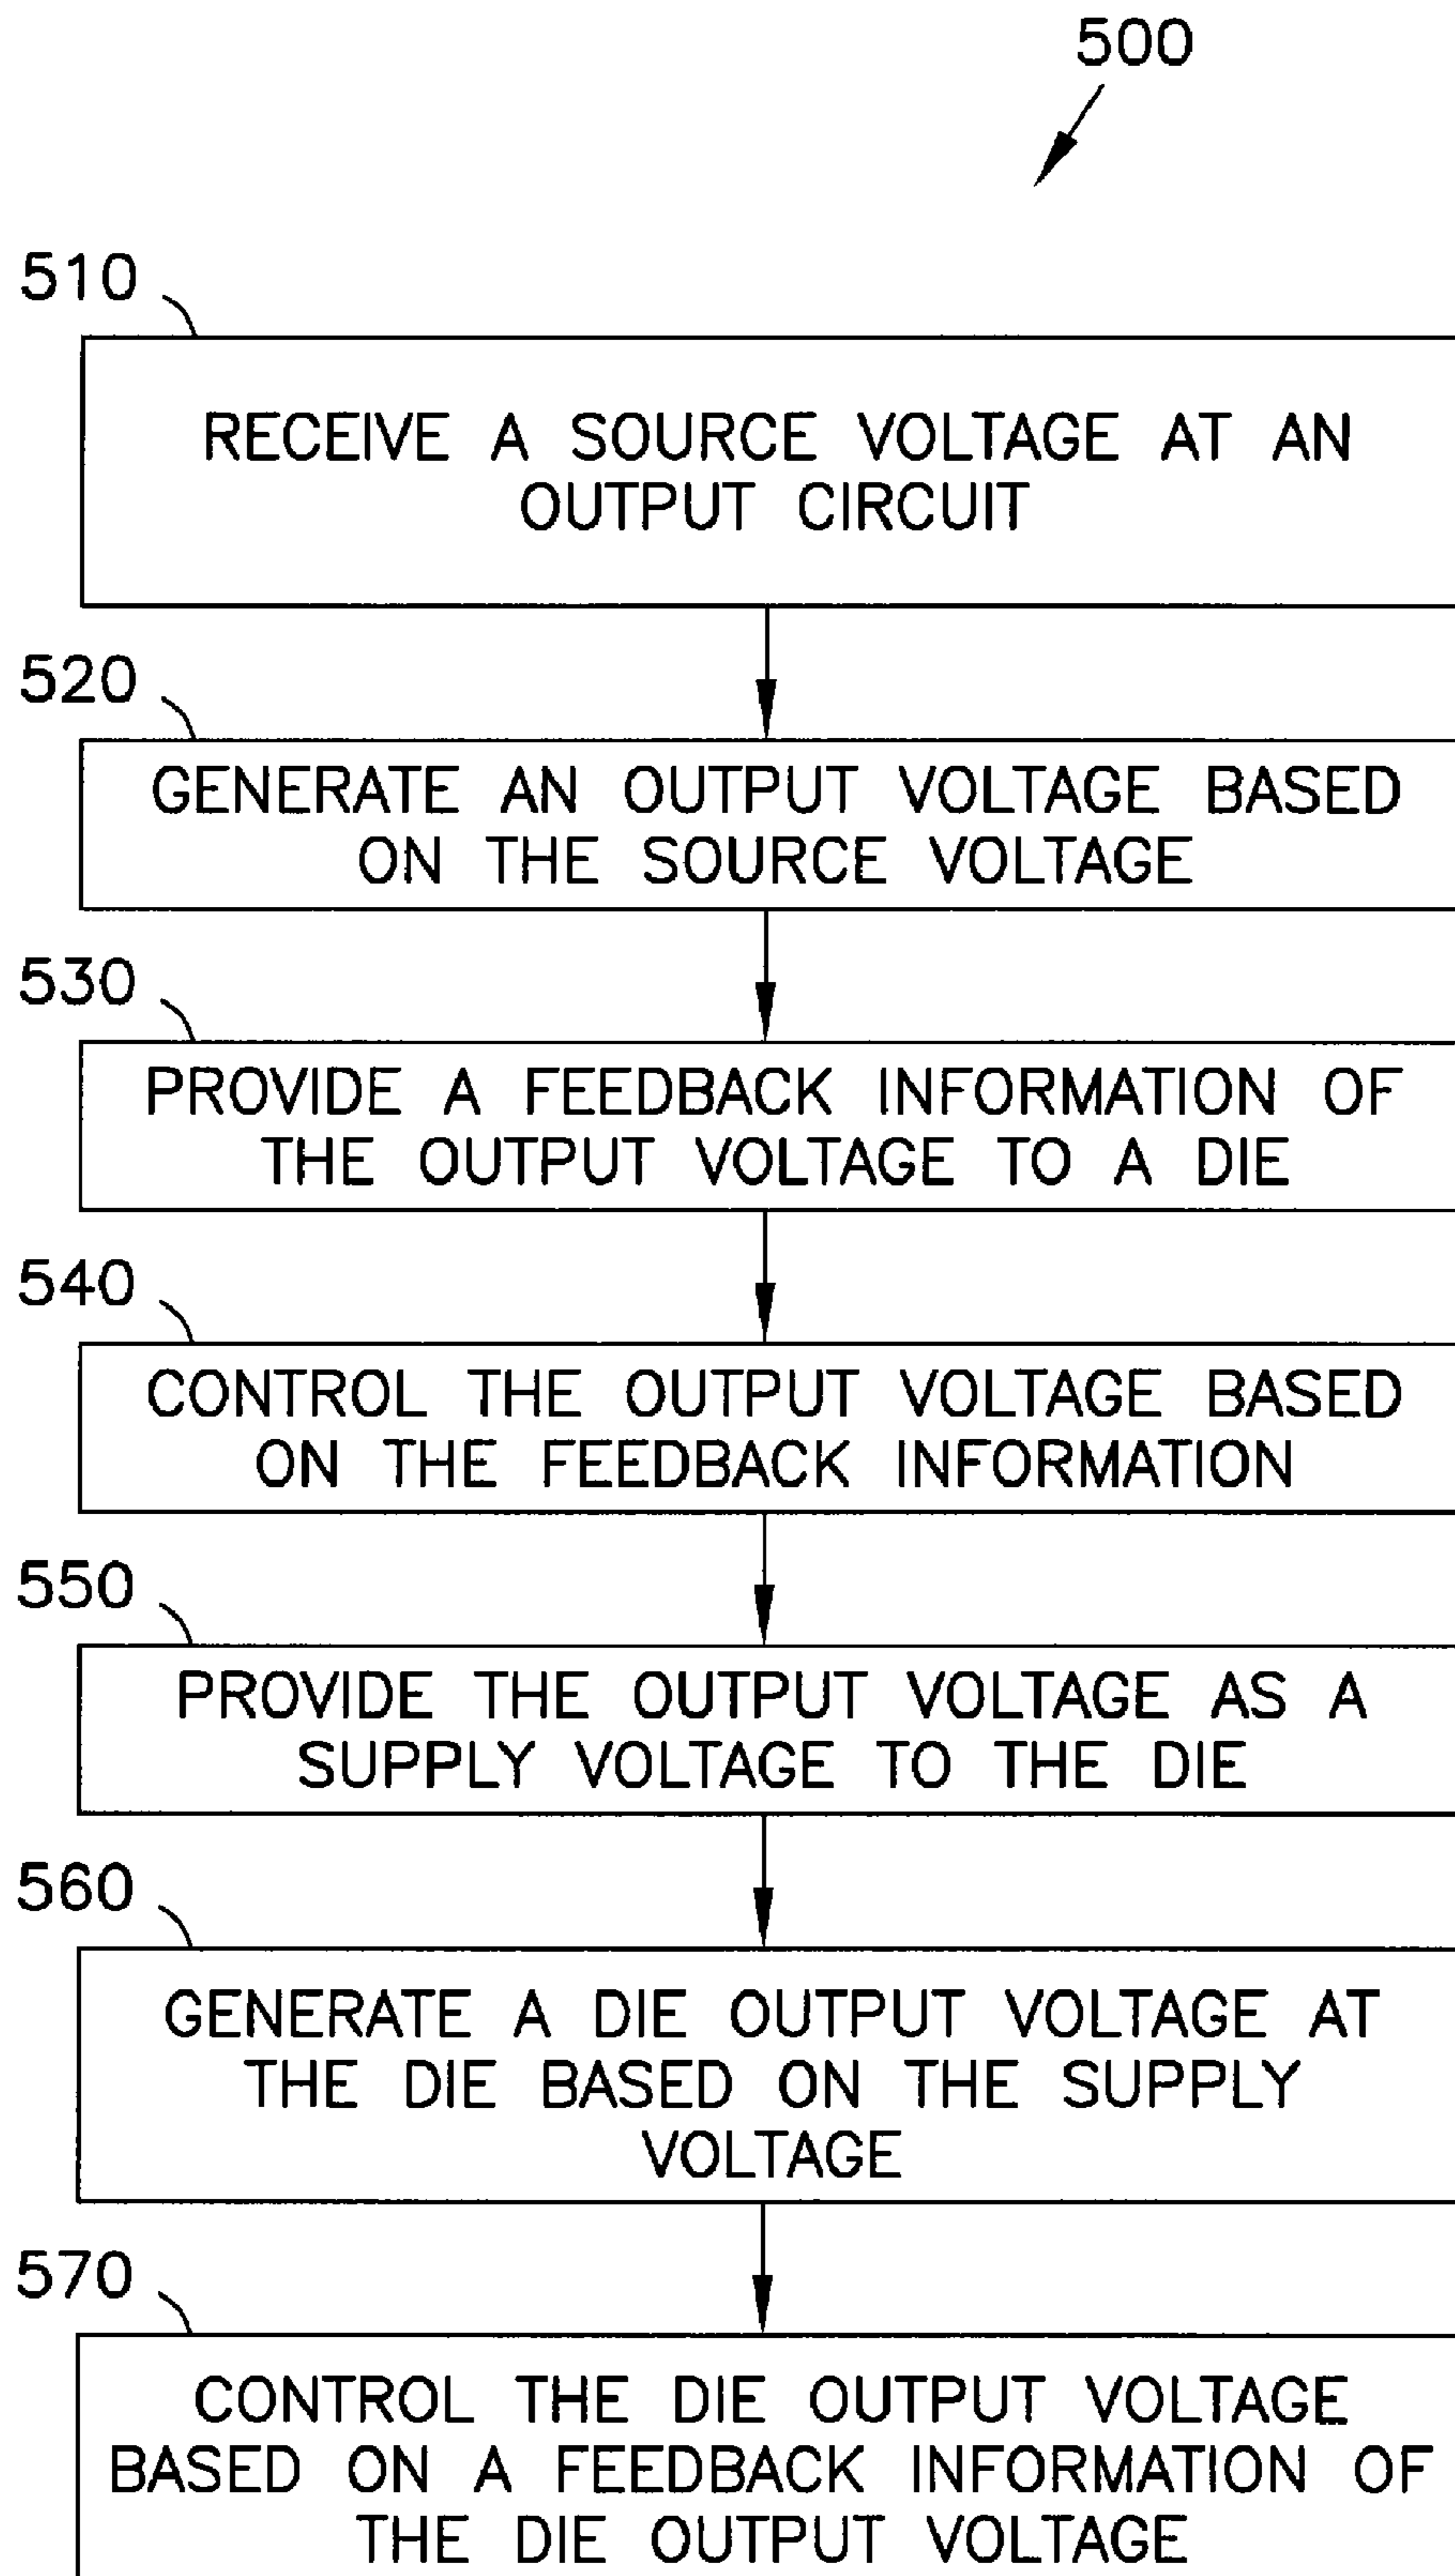 500
510
RECEIVE A SOURCE VOLTAGE AT AN
OUTPUT CIRCUIT
520
GENERATE AN OUTPUT VOLTAGE BASED
ON THE SOURCE VOLTAGE
530
PROVIDE A FEEDBACK INFORMATION OF
THE OUTPUT VOLTAGE TO A DIE
540
CONTROL THE OUTPUT VOLTAGE BASED
ON THE FEEDBACK INFORMATION
550
PROVIDE THE OUTPUT VOLTAGE AS A
SUPPLY VOLTAGE TO THE DIE
560
GENERATE A DIE OUTPUT VOLTAGE AT
THE DIE BASED ON THE SUPPLY
VOLTAGE
570
CONTROL THE DIE OUTPUT VOLTAGE
BASED ON A FEEDBACK INFORMATION OF
THE DIE OUTPUT VOLTAGE